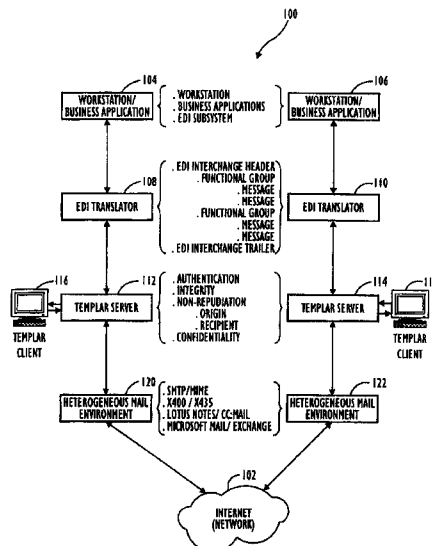 100
104
106
WORKSTATION/
BUSINESS APPLICATION
. WORKSTATION
. BUSINESS APPLICATIONS
. EDI SUBSYSTEM
WORKSTATION/
BUSINESS APPLICATION
108
110
EDI TRANSLATOR
. EDI INTERCHANGE HEADER
. FUNCTIONAL GROUP
. MESSAGE
. MESSAGE
. FUNCTIONAL GROUP
. MESSAGE
. MESSAGE
. EDI INTERCHANGE TRAILER
EDI TRANSLATOR
116
112
114
11
TEMPLAR SERVER
TEMPLAR
CLIENT
. AUTHENTICATION
. INTEGRITY
. NON-REPUDIATION
. ORIGIN
. RECIPIENT
. CONFIDENTIALITY
TEMPLAR SERVER
TEMPLAR
CLIENT
120
122
HETEROGENEOUS MAIL
ENVIRONMENT
. SMTP/MIME
. X400 / X435
. LOTUS NOTES/ CC:MAIL
. MICROSOFT MAIL/ EXCHANGE
HETEROGENEOUS MAIL
ENVIRONMENT
102
INTERNET
(NETWORK)